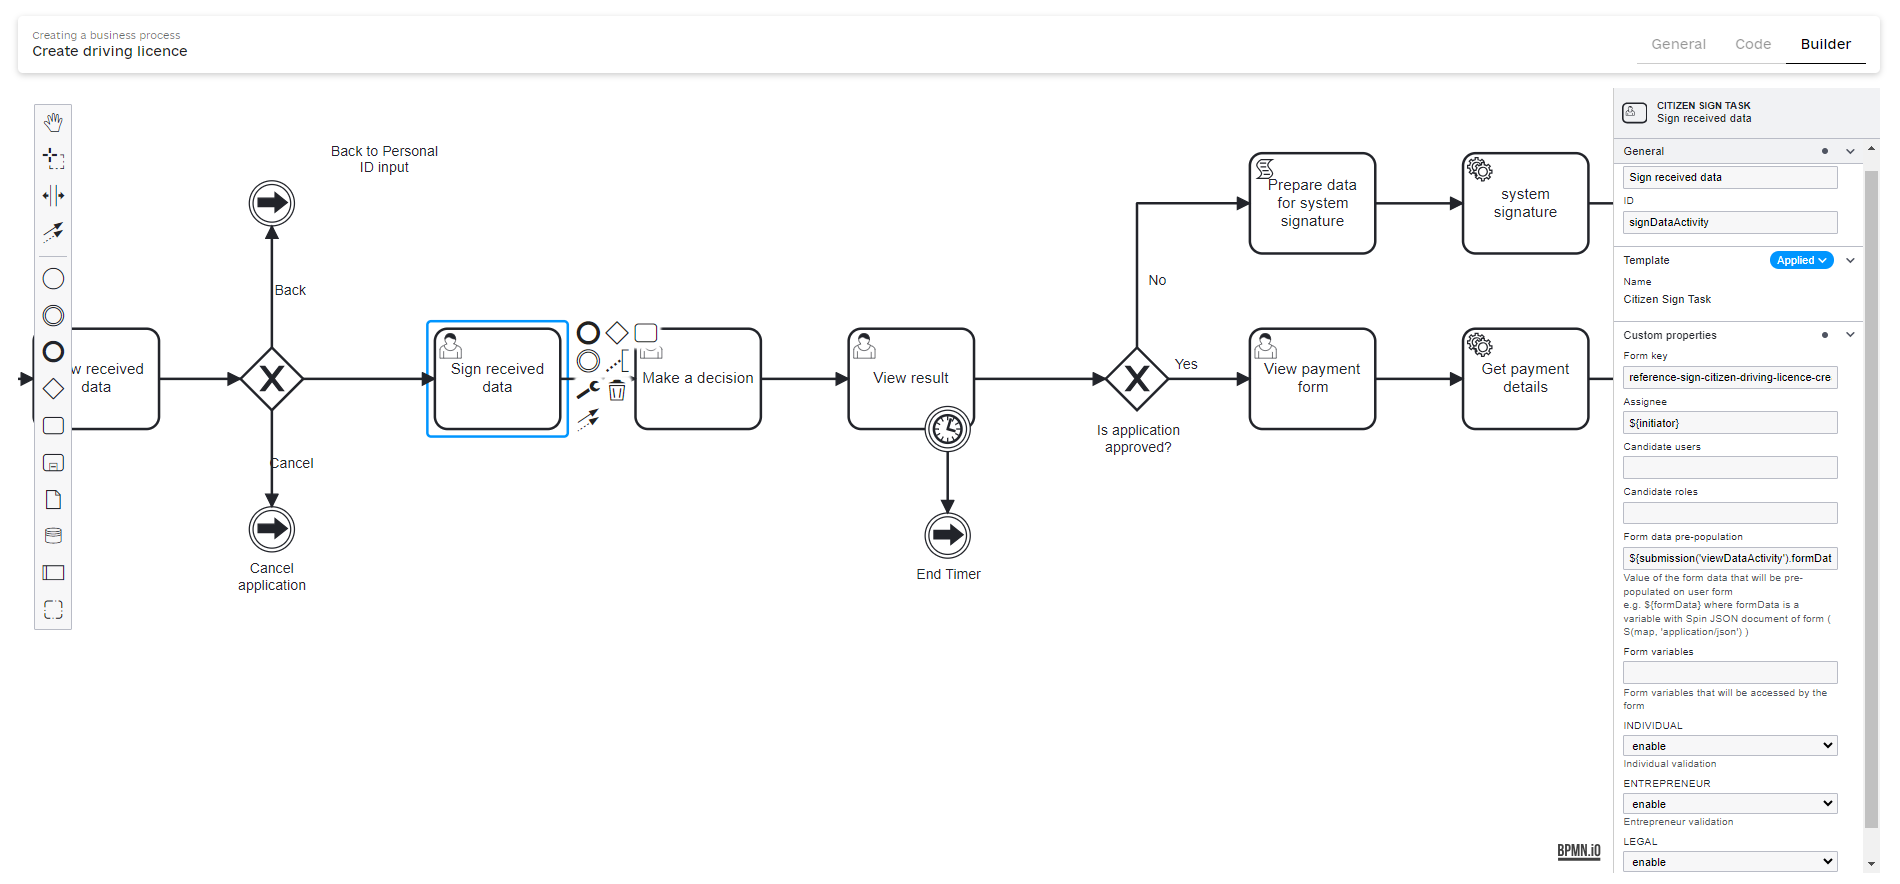 Creating a business process
Create driving licence
General
Code
Builder
Back to Personal
ID input
Back
w received
data
Cancel
Cancel
application
Sign received
data
Make a decision
View result
End Timer
Is application
approved?
No
Yes
Prepare data
for system
signature
system
signature
View payment
form
Get payment
details
BPMN.iO
CITIZEN SIGN TASK
Sign received data
General
Sign received data
ID
signDataActivity
Template
Applied
Name
Citizen Sign Task
Custom properties
Form key
reference-sign-citizen-driving-licence-cre
Assignee
${initiator}
Candidate users
Candidate roles
Form data pre-population
${submission('viewDataActivity').formDat
Value of the form data that will be pre-
populated on user form
e.g. ${formData} where formData is a
variable with Spin JSON document of form (
S(map, 'application/json') )
Form variables
Form variables that will be accessed by the
form
INDIVIDUAL
enable
Individual validation
ENTREPRENEUR
enable
Entrepreneur validation
LEGAL
enable